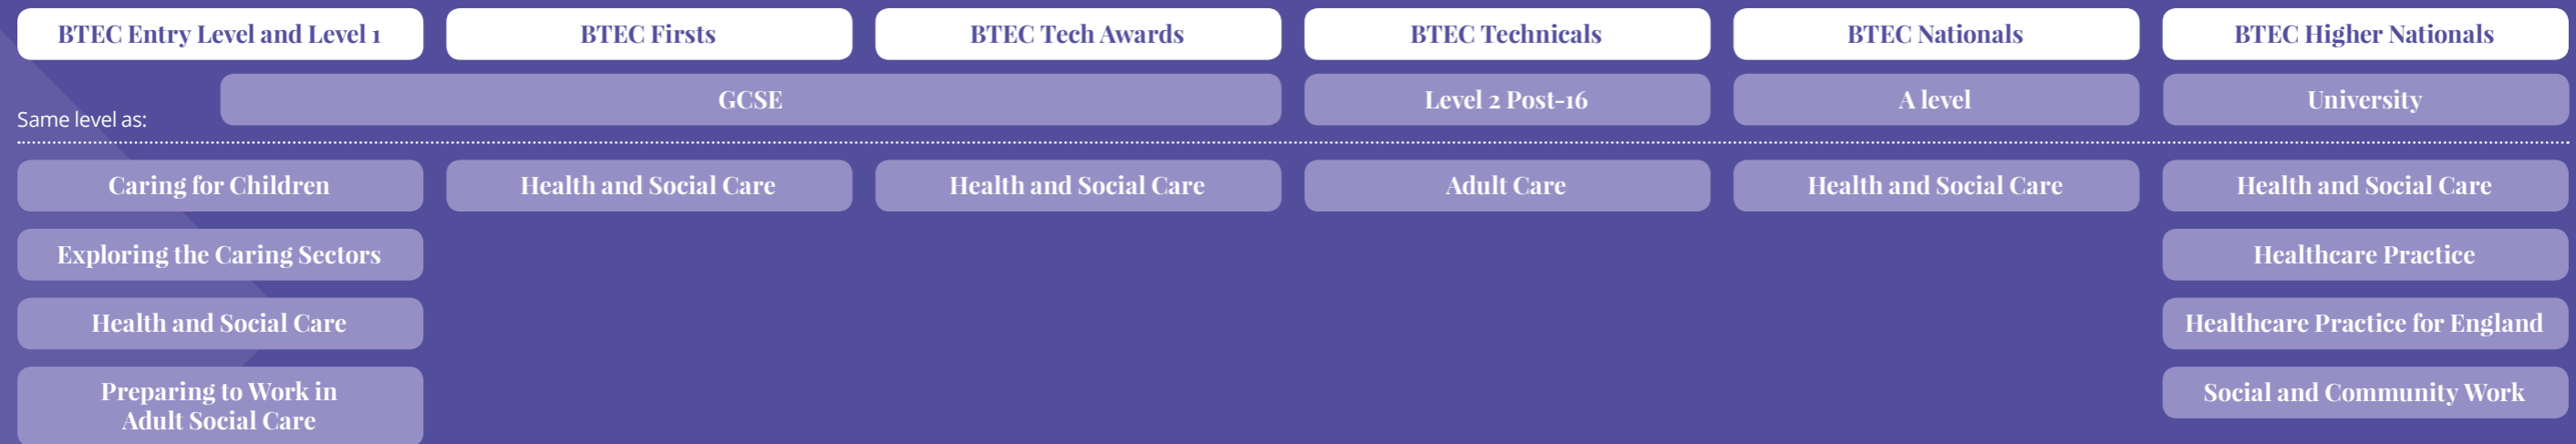 BTEC Entry Level and Level 1
BTEC Firsts
BTEC Tech Awards
BTEC Technicals
BTEC Nationals
BTEC Higher Nationals
Same level as:
GCSE
Level 2 Post-16
A level
University
Caring for Children
Health and Social Care
Health and Social Care
Adult Care
Health and Social Care
Health and Social Care
Exploring the Caring Sectors
Healthcare Practice
Health and Social Care
Healthcare Practice for England
Preparing to Work in
Adult Social Care
Social and Community Work